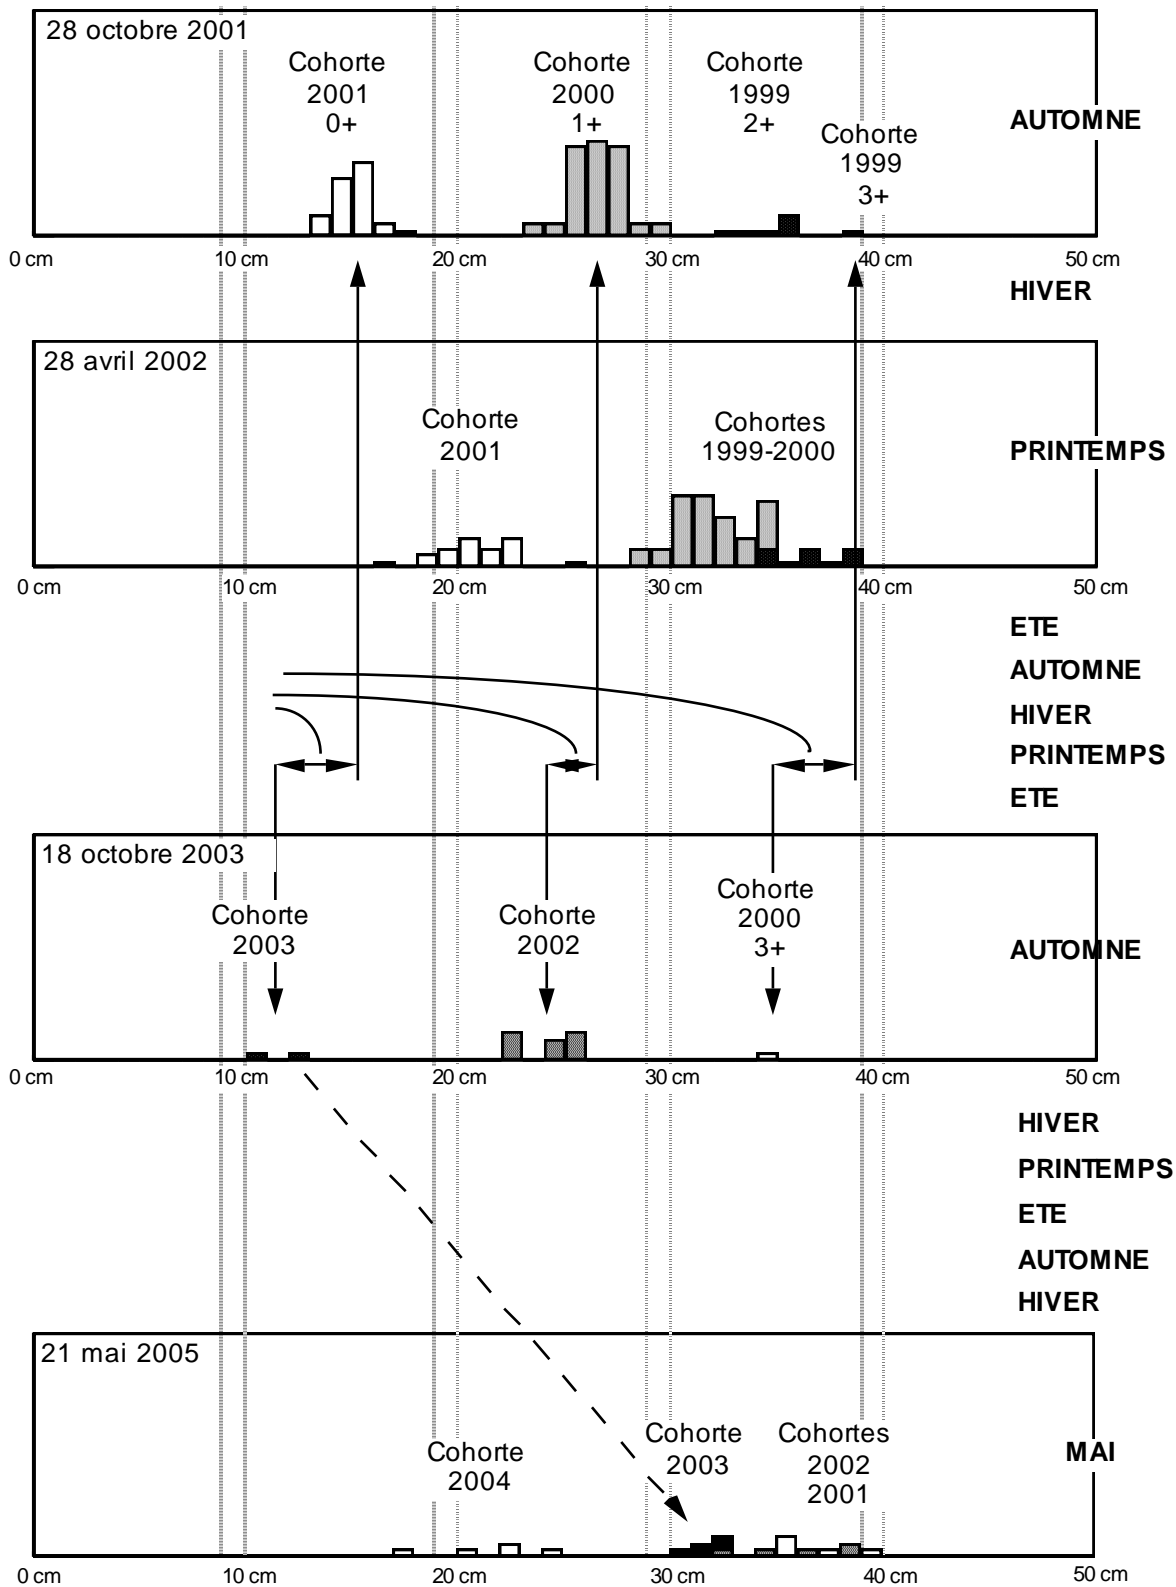 28 octobre 2001
Cohorte
2001
0+
Cohorte
2000
1+
Cohorte
1999
2+
Cohorte
1999
3+
AUTOMNE
0 cm
10 cm
20 cm
30 cm
40 cm
50 cm
HIVER
28 avril 2002
Cohorte
2001
Cohortes
1999-2000
PRINTEMPS
0 cm
10 cm
20 cm
30 cm
40 cm
50 cm
ETE
AUTOMNE
HIVER
PRINTEMPS
ETE
18 octobre 2003
Cohorte
2003
Cohorte
2002
Cohorte
2000
3+
AUTOMNE
0 cm
10 cm
20 cm
30 cm
40 cm
50 cm
HIVER
PRINTEMPS
ETE
AUTOMNE
HIVER
21 mai 2005
Cohorte
2004
Cohorte
2003
Cohortes
2002
2001
MAI
0 cm
10 cm
20 cm
30 cm
40 cm
50 cm